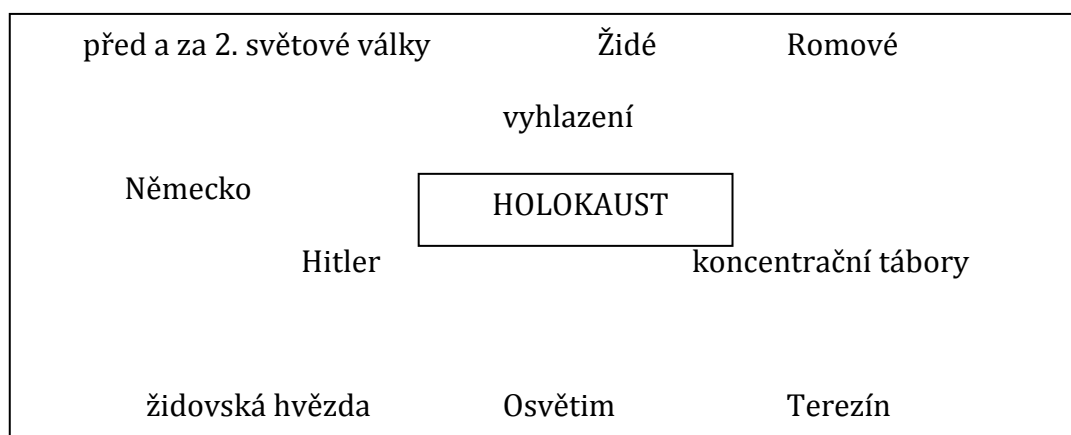 před a za 2. světové války Židé Romové
vyhlazení
Německo
HOLOKAUST
Hitler koncentrační tábory
židovská hvězda Osvětim Terezín